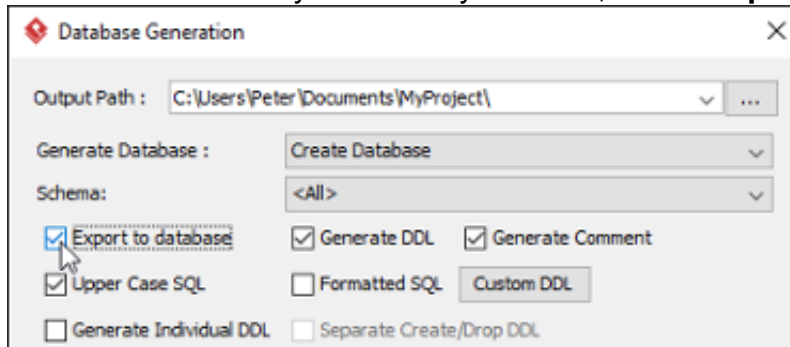 Database Generation
Output Path : C:\Users\Peter\Documents\MyProject\ ...
Generate Database : Create Database
Schema: <All>
Export to database Generate DDL Generate Comment
Upper Case SQL Formatted SQL Custom DDL
Generate Individual DDL Separate Create/Drop DDL